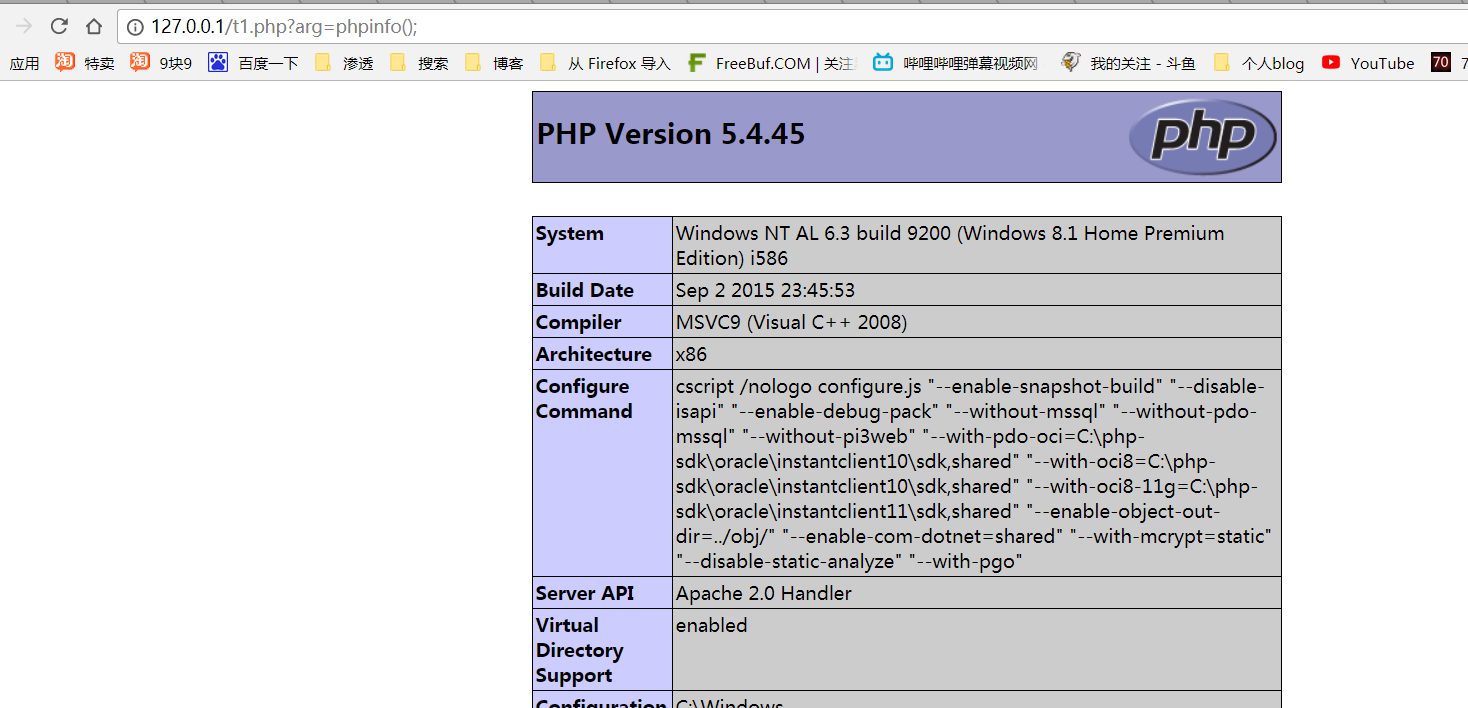 127.0.0.1/t1.php?arg=phpinfo();
应用 特卖 9块9 百度一下 渗透 搜索 博客 从 Firefox 导入 FreeBuf.COM | 关注 哔哩哔哩弹幕视频网 我的关注 - 斗鱼 个人blog YouTube 70 7
PHP Version 5.4.45
php
System Windows NT AL 6.3 build 9200 (Windows 8.1 Home Premium
Edition) i586
Build Date Sep 2 2015 23:45:53
Compiler MSVC9 (Visual C++ 2008)
Architecture x86
Configure cscript /nologo configure.js "--enable-snapshot-build" "--disable-
Command isapi" "--enable-debug-pack" "--without-mssql" "--without-pdo-
mssql" "--without-pi3web" "--with-pdo-oci=C:\php-
sdk\oracle\instantclient10\sdk,shared" "--with-oci8=C:\php-
sdk\oracle\instantclient10\sdk,shared" "--with-oci8-11g=C:\php-
sdk\oracle\instantclient11\sdk,shared" "--enable-object-out-
dir=../obj/" "--enable-com-dotnet=shared" "--with-mcrypt=static"
"--disable-static-analyze" "--with-pgo"
Server API Apache 2.0 Handler
Virtual enabled
Directory
Support
Configuration C:\Windows